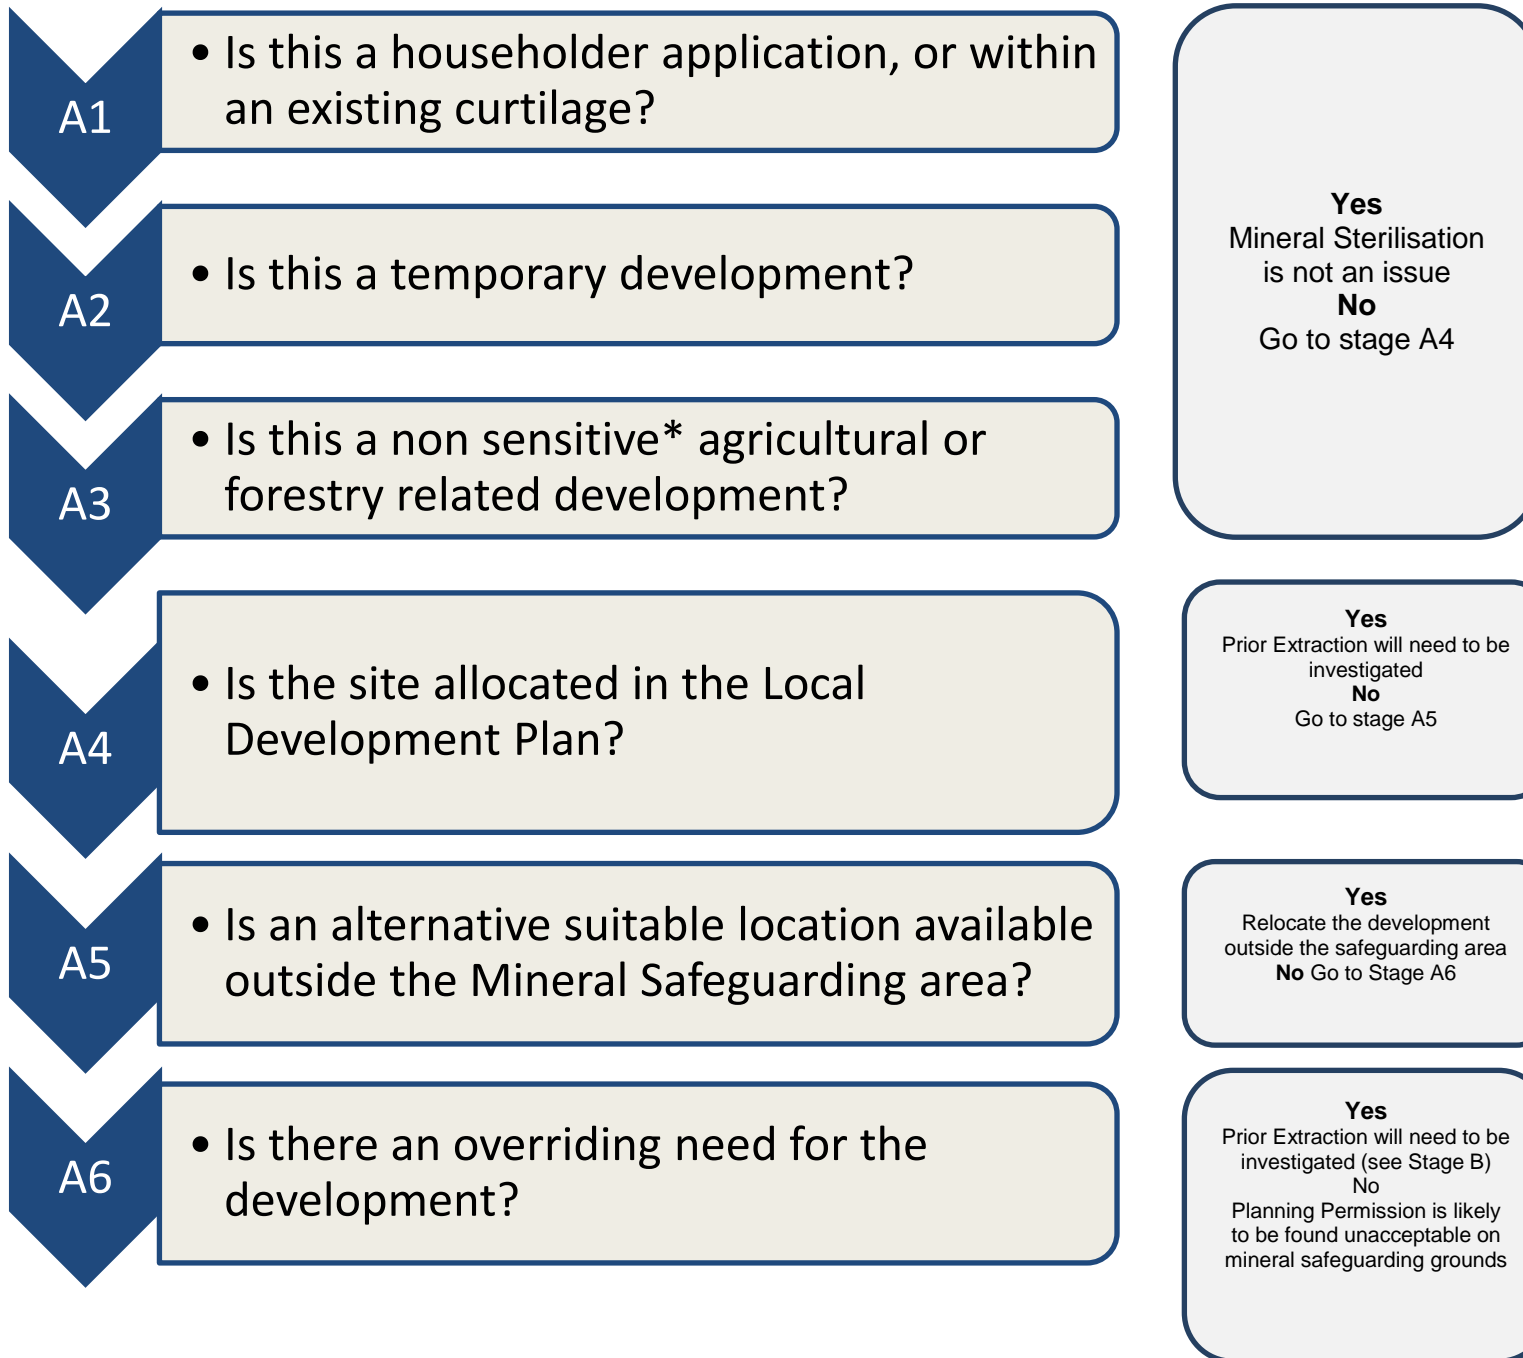 A1
• Is this a householder application, or within
an existing curtilage?
A2
• Is this a temporary development?
A3
• Is this a non sensitive* agricultural or
forestry related development?
Yes
Mineral Sterilisation
is not an issue
No
Go to stage A4
A4
• Is the site allocated in the Local
Development Plan?
Yes
Prior Extraction will need to be
investigated
No
Go to stage A5
A5
• Is an alternative suitable location available
outside the Mineral Safeguarding area?
Yes
Relocate the development
outside the safeguarding area
No Go to Stage A6
A6
• Is there an overriding need for the
development?
Yes
Prior Extraction will need to be
investigated (see Stage B)
No
Planning Permission is likely
to be found unacceptable on
mineral safeguarding grounds